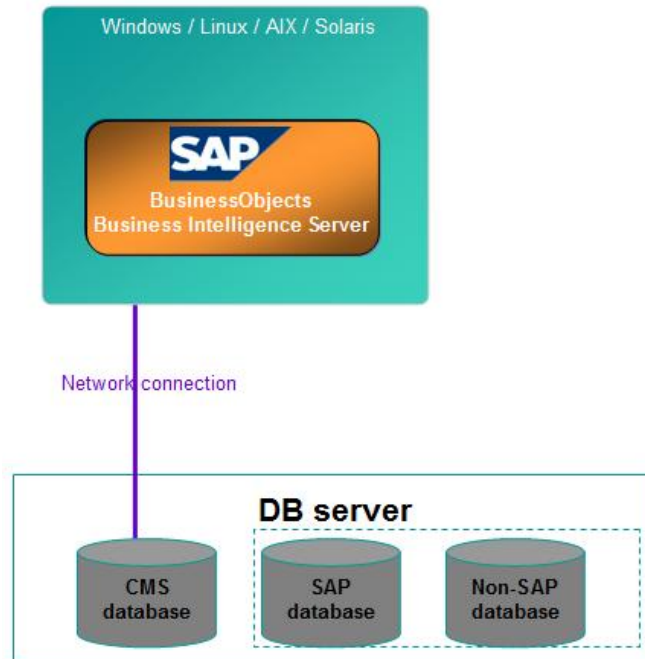 Windows / Linux / AIX / Solaris
SAP
BusinessObjects
Business Intelligence Server
Network connection
DB server
CMS
database
SAP
database
Non-SAP
database